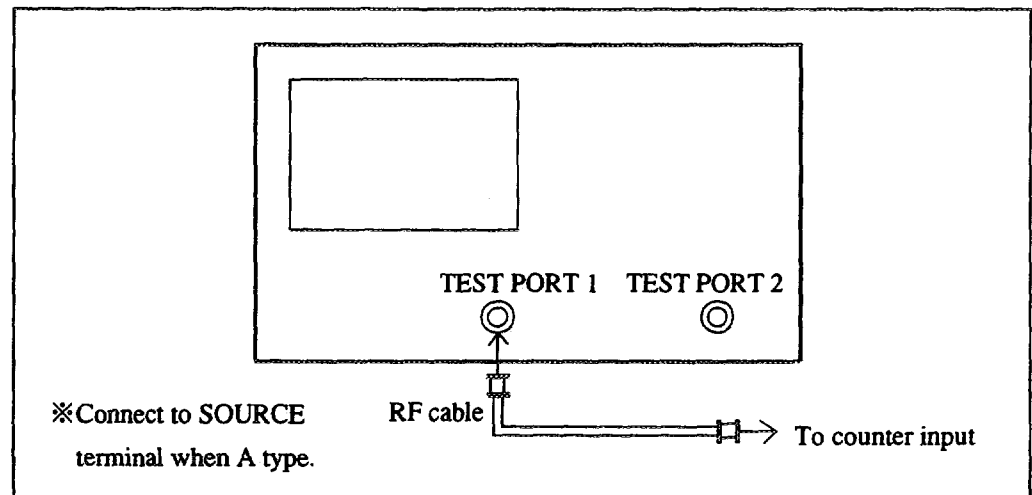 TEST PORT 1 TEST PORT 2
※Connect to SOURCE
terminal when A type.
RF cable
To counter input